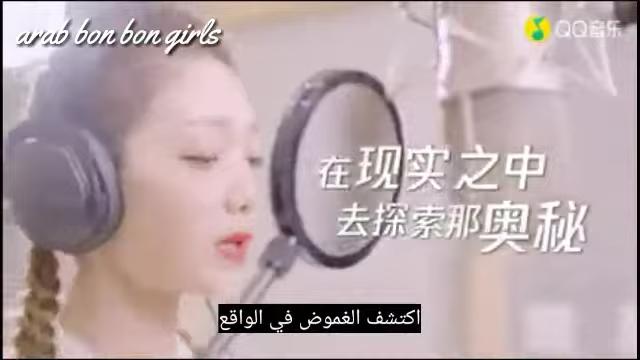 arab bon bon girls
QQ音乐
在现实之中
去探索那奥秘
اكتشف الغموض في الواقع